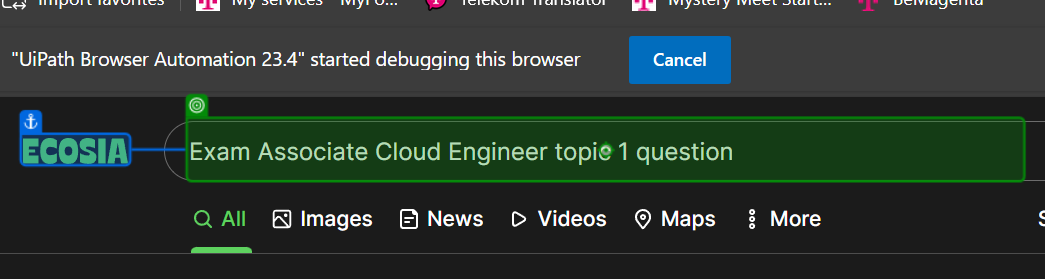 Import favorites My services - MyPo... Telekom Translator Mystery Meet Start... BeMagenta
"UiPath Browser Automation 23.4" started debugging this browser Cancel
ECOSIA Exam Associate Cloud Engineer topic 1 question
All Images News Videos Maps More